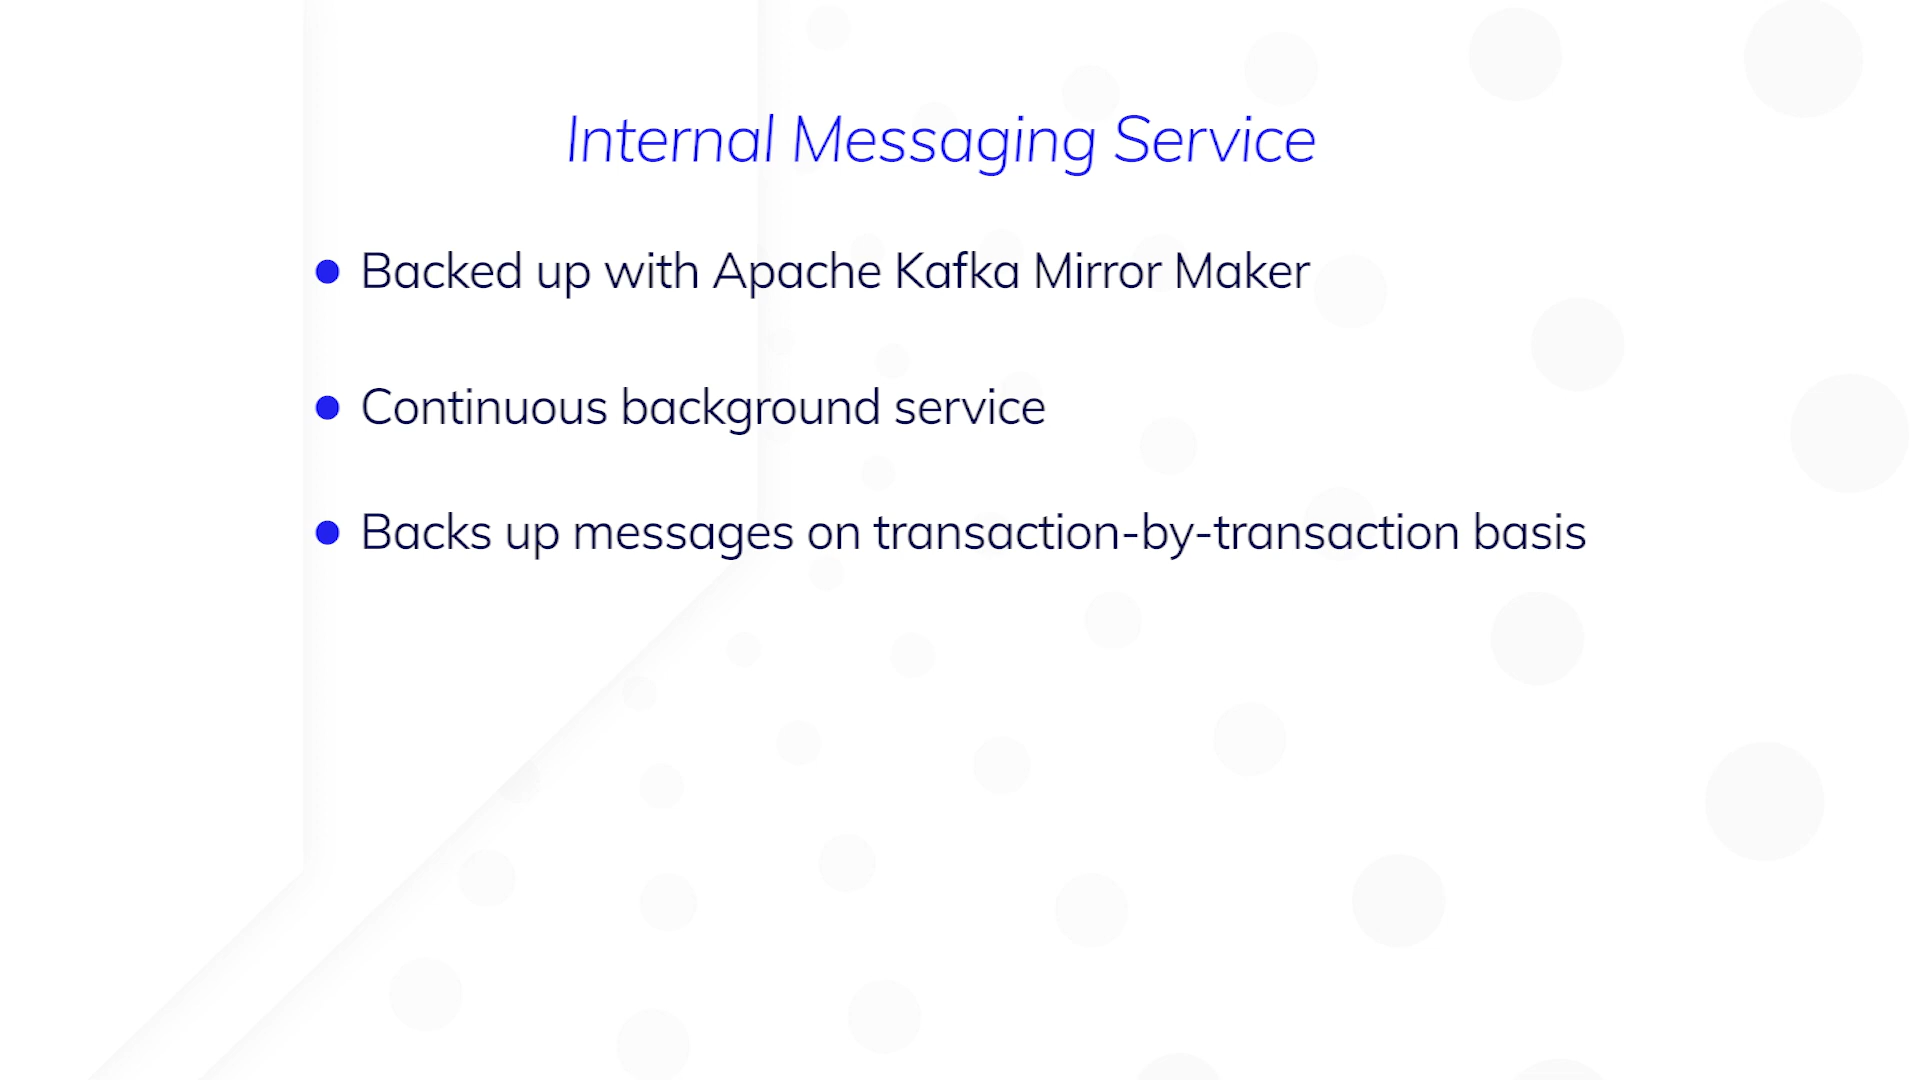 Internal Messaging Service
Backed up with Apache Kafka Mirror Maker
Continuous background service
Backs up messages on transaction-by-transaction basis